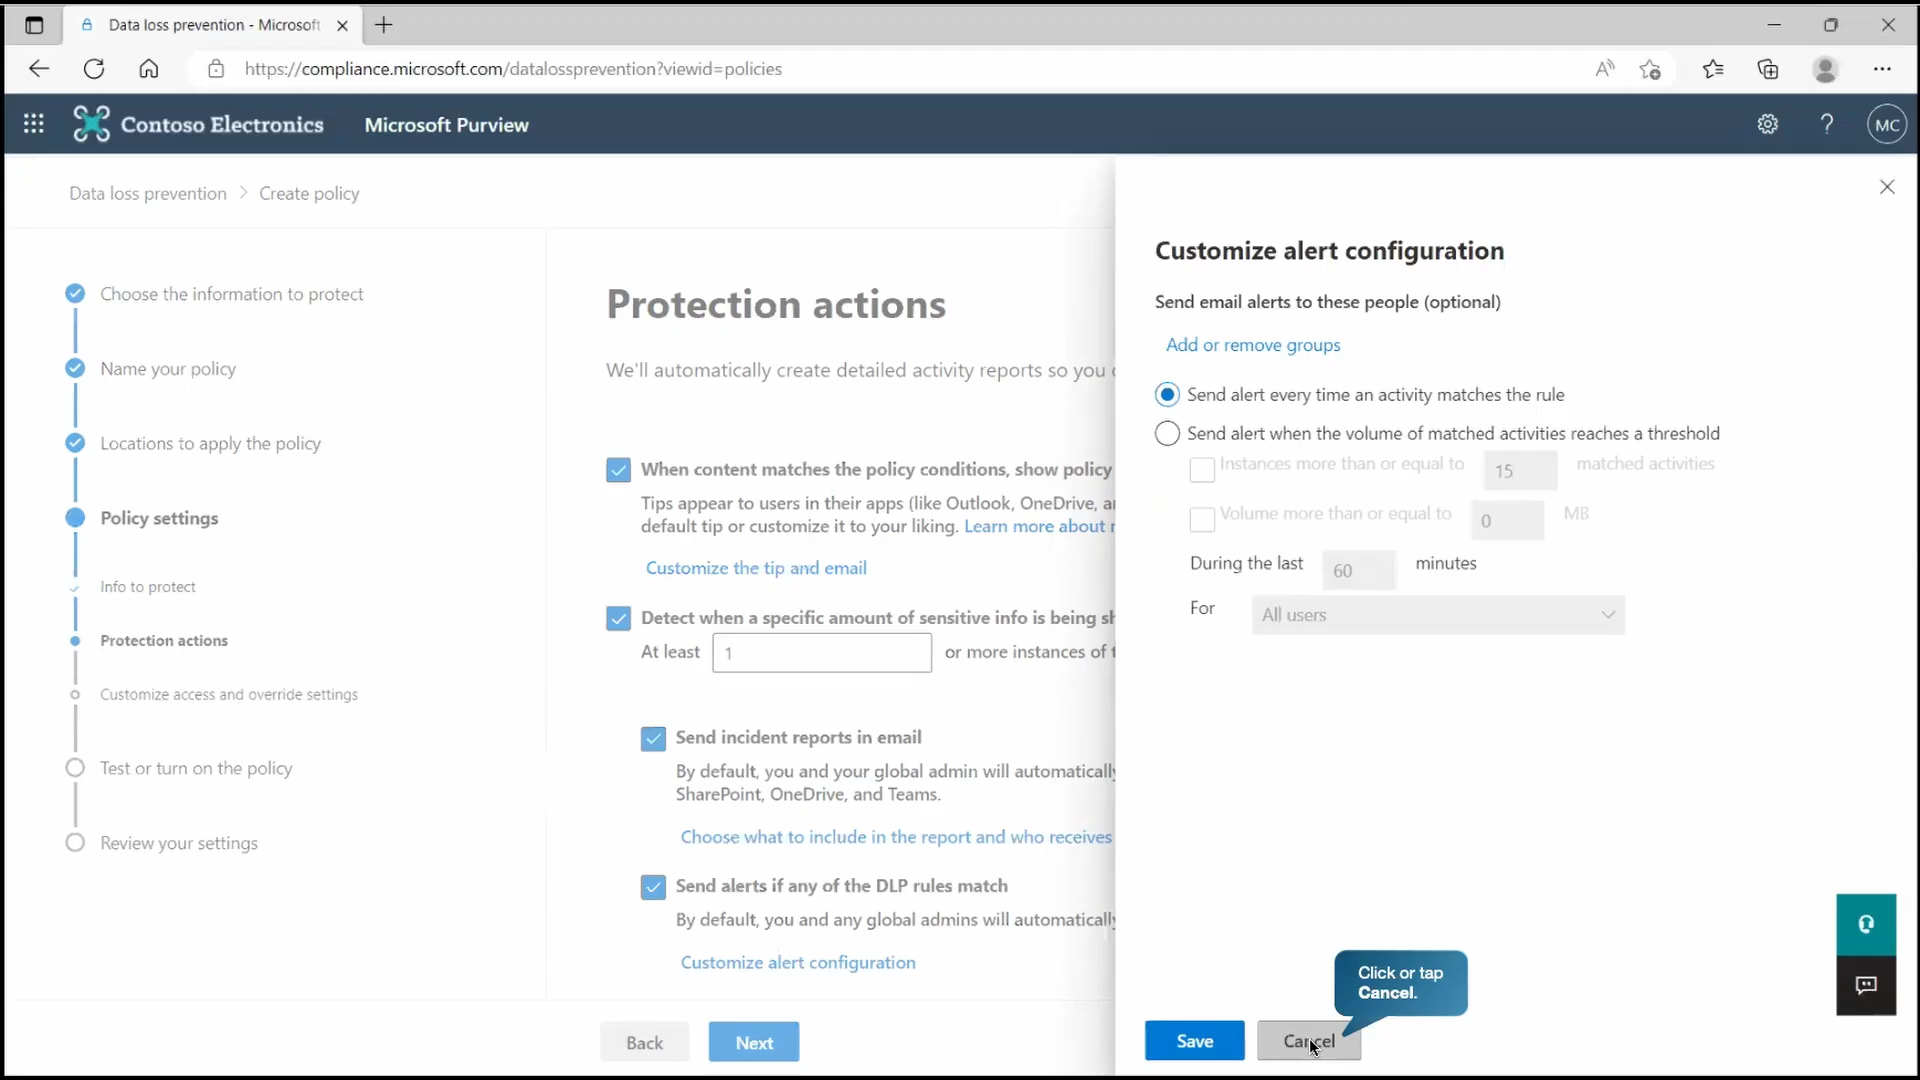 Data loss prevention - Microsoft
https://compliance.microsoft.com/datalossprevention?viewid=policies
Contoso Electronics
Microsoft Purview
MC
Data loss prevention > Create policy
Choose the information to protect
Name your policy
Locations to apply the policy
Policy settings
Info to protect
Protection actions
Customize access and override settings
Test or turn on the policy
Review your settings
Protection actions
We'll automatically create detailed activity reports so you
When content matches the policy conditions, show policy
Tips appear to users in their apps (like Outlook, OneDrive,
default tip or customize it to your liking. Learn more about
Customize the tip and email
Detect when a specific amount of sensitive info is being
At least 1 or more instances of
Send incident reports in email
By default, you and your global admin will automatically
SharePoint, OneDrive, and Teams.
Choose what to include in the report and who receives
Send alerts if any of the DLP rules match
By default, you and any global admins will automatically
Customize alert configuration
Back
Next
Customize alert configuration
Send email alerts to these people (optional)
Add or remove groups
Send alert every time an activity matches the rule
Send alert when the volume of matched activities reaches a threshold
Instances more than or equal to 15 matched activities
Volume more than or equal to 0 MB
During the last 60 minutes
For All users
Click or tap
Cancel.
Save
Cancel